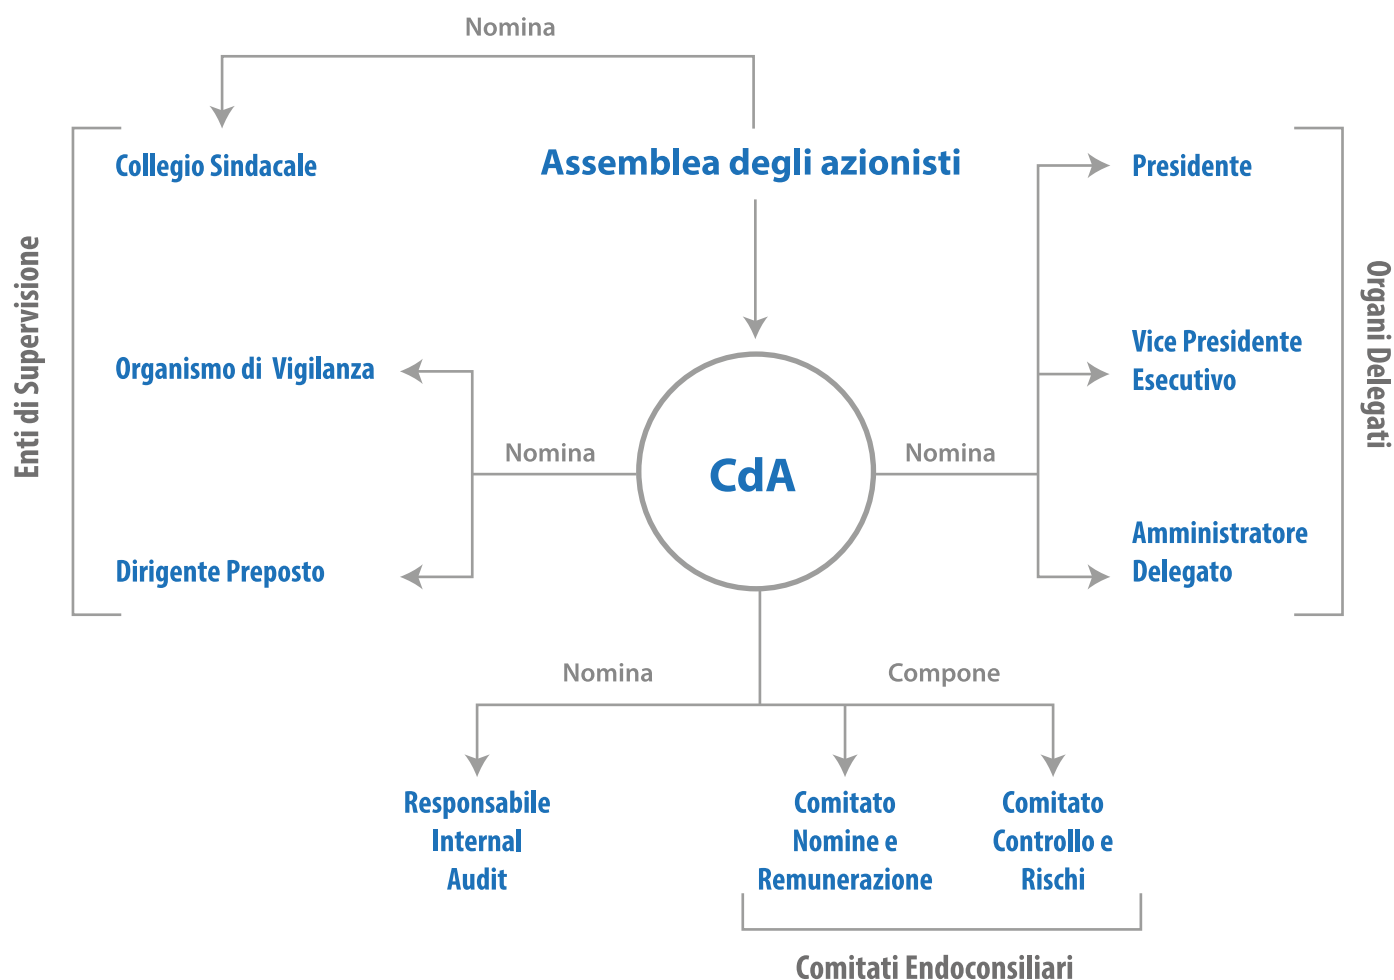 Nomina
Collegio Sindacale
Assemblea degli azionisti
Presidente
Enti di Supervisione
Organi Delegati
Organismo di Vigilanza
Vice Presidente
Esecutivo
Nomina
CdA
Nomina
Dirigente Preposto
Amministratore
Delegato
Nomina
Compone
Responsabile
Internal
Audit
Comitato
Nomine e
Remunerazione
Comitato
Controllo e
Rischi
Comitati Endoconsiliari